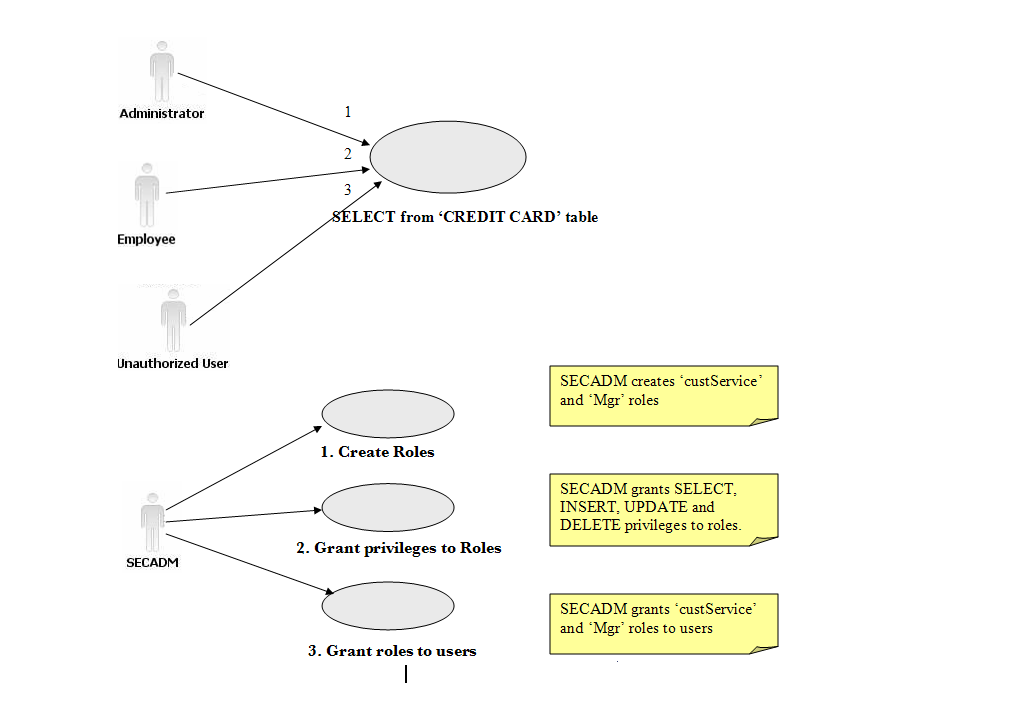 Administrator
1
2
Employee
3
SELECT from ‘CREDIT CARD’ table
Unauthorized User
SECADM creates ‘custService’
and ‘Mgr’ roles
1. Create Roles
SECADM grants SELECT,
INSERT, UPDATE and
DELETE privileges to roles.
2. Grant privileges to Roles
SECADM
SECADM grants ‘custService’
and ‘Mgr’ roles to users
3. Grant roles to users